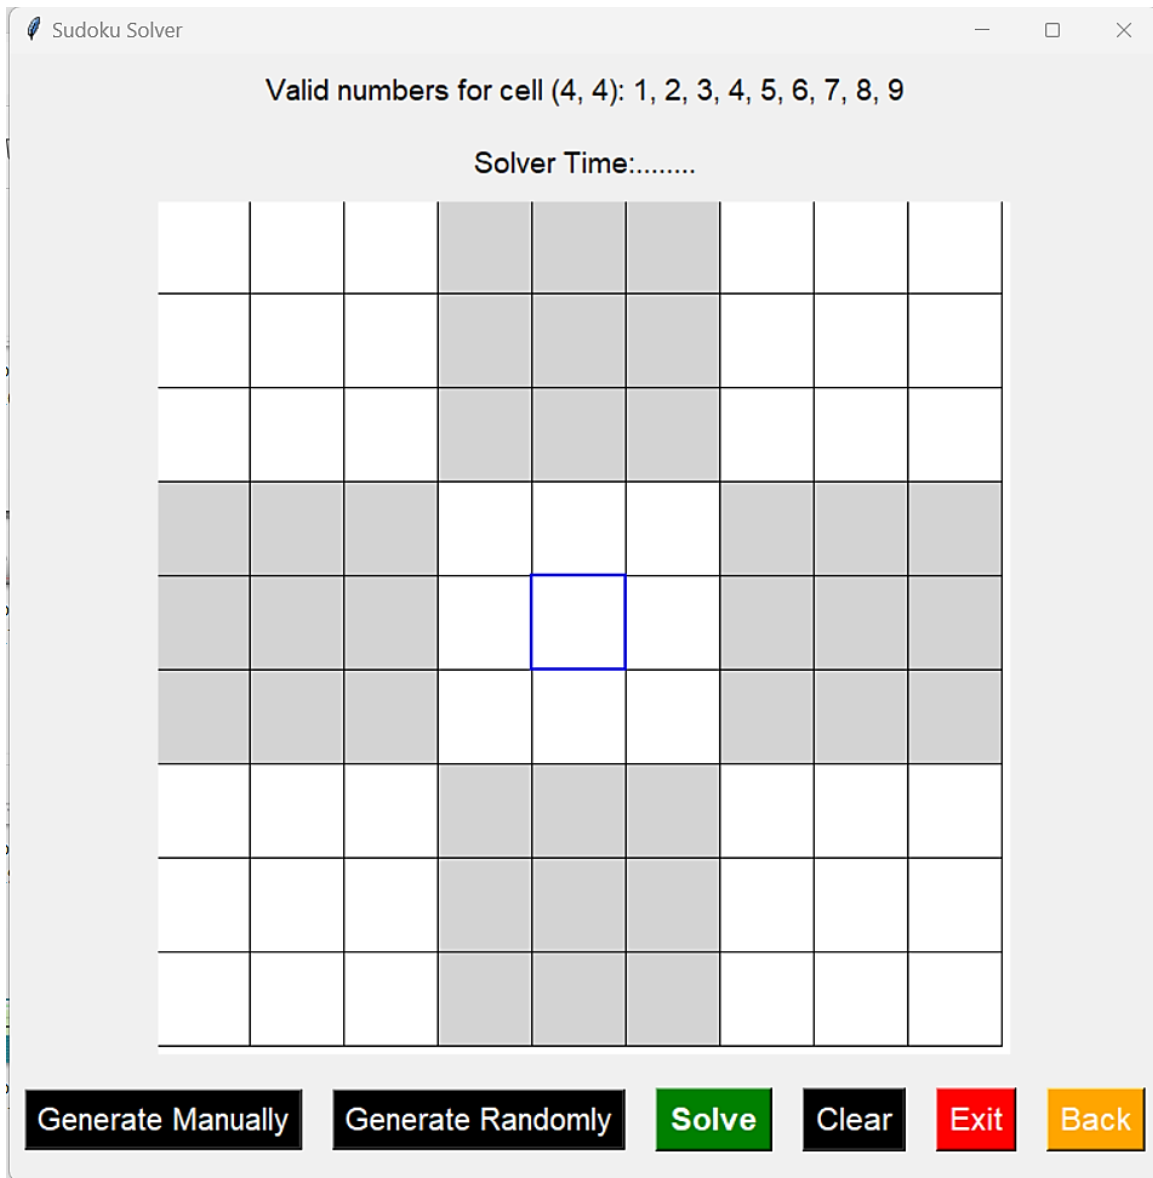 Sudoku Solver
Valid numbers for cell (4, 4): 1, 2, 3, 4, 5, 6, 7, 8, 9
Solver Time:........
Generate Manually Generate Randomly Solve Clear Exit Back